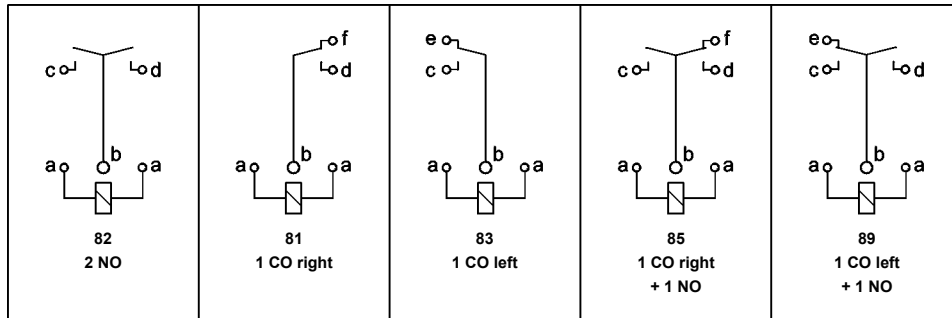 c d
a b a
82
2 NO
f
d
a b a
81
1 CO right
e
c
a b a
83
1 CO left
f
c d
a b a
85
1 CO right
+ 1 NO
e
c d
a b a
89
1 CO left
+ 1 NO